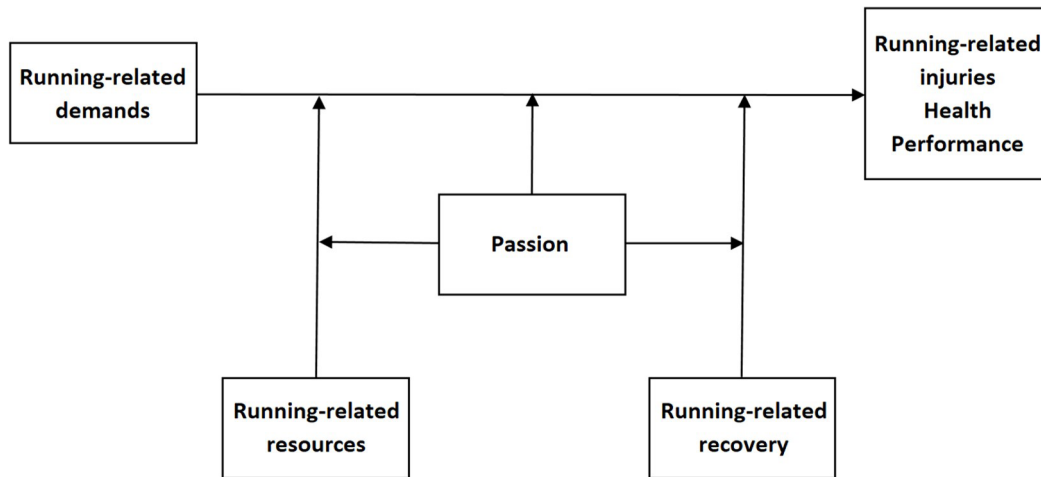 Running-related
demands
Running-related
injuries
Health
Performance
Passion
Running-related
resources
Running-related
recovery